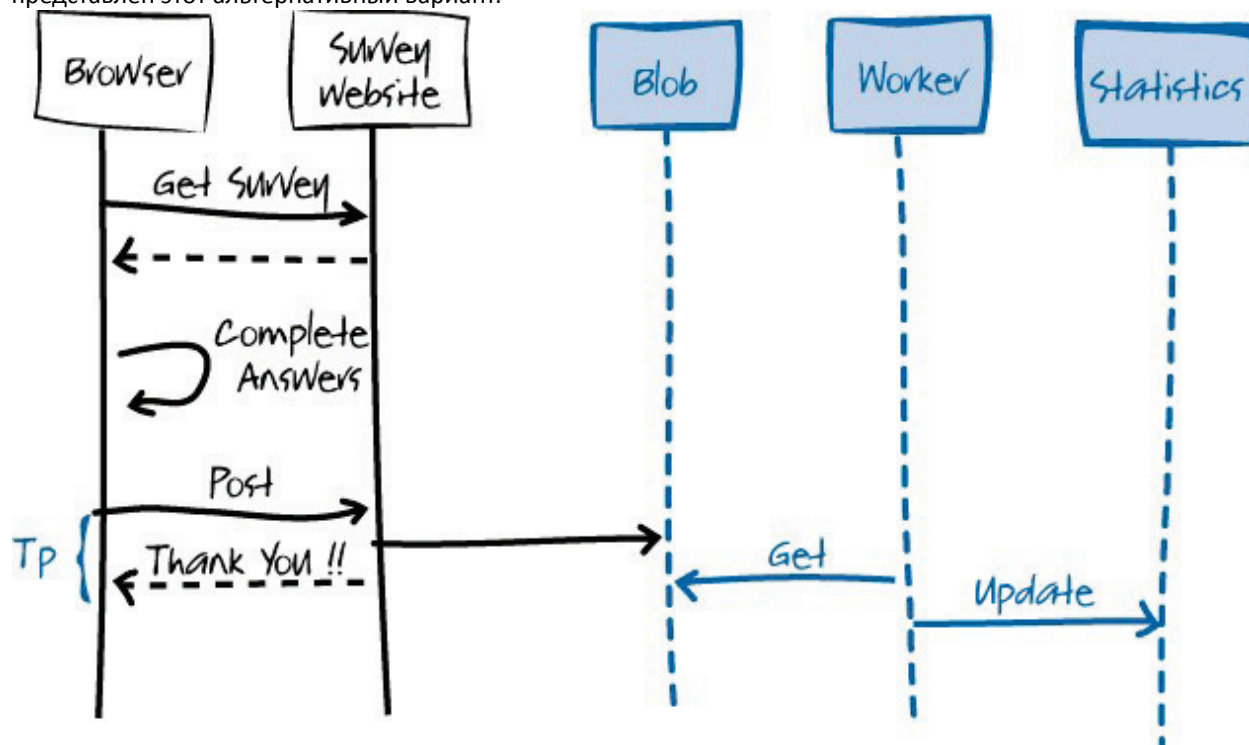 представлен этот альтернативный вариант.
Browser
Survey
Website
Blob
Worker
Statistics
Get Survey
Complete
Answers
Post
Tp
Thank You !!
Get
Update